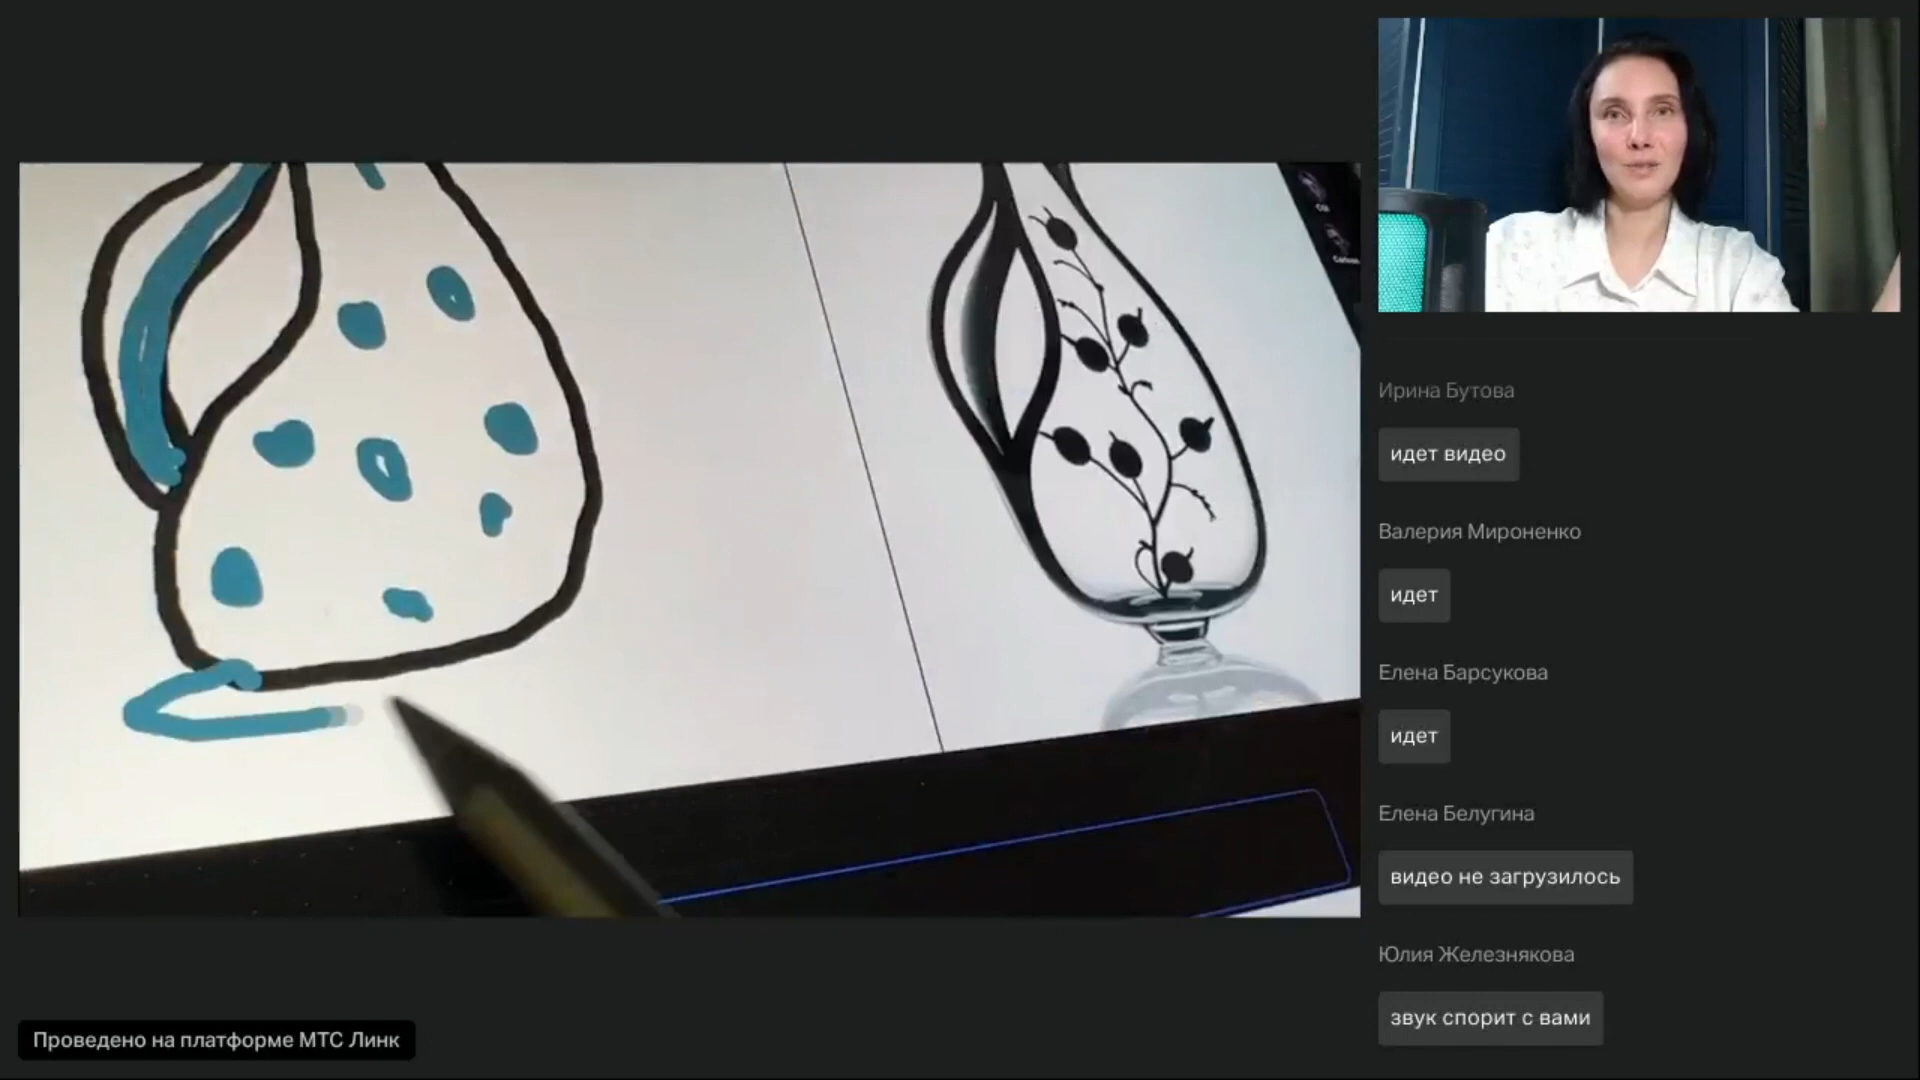 Ирина Бутова
идет видео
Валерия Мироненко
идет
Елена Барсукова
идет
Елена Белугина
видео не загрузилось
Юлия Железнякова
звук спорит с вами
Проведено на платформе МТС Линк